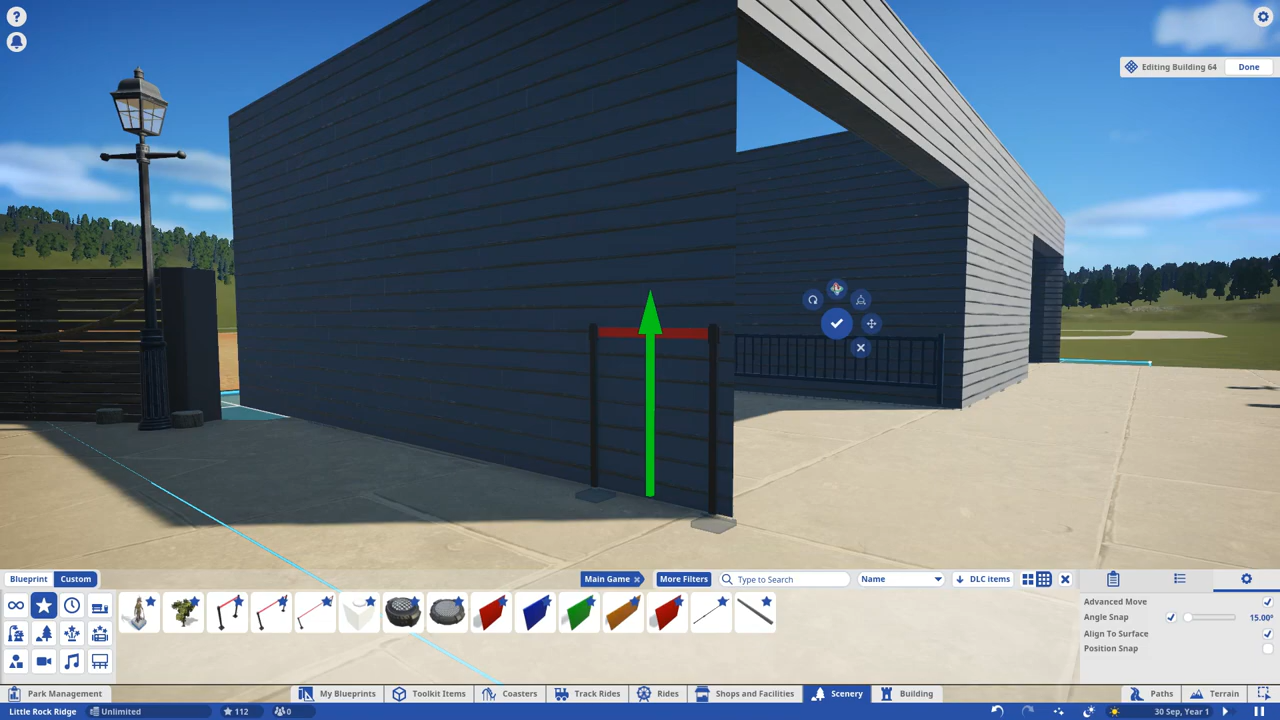 ?
Editing Building 64
Done
Blueprint
Custom
Main Game
More Filters
Type to Search
Name
DLC items
Advanced Move
Angle Snap
15.00°
Align To Surface
Position Snap
Park Management
My Blueprints
Toolkit Items
Coasters
Track Rides
Rides
Shops and Facilities
Scenery
Building
Paths
Terrain
Little Rock Ridge
Unlimited
112
0
30 Sep, Year 1